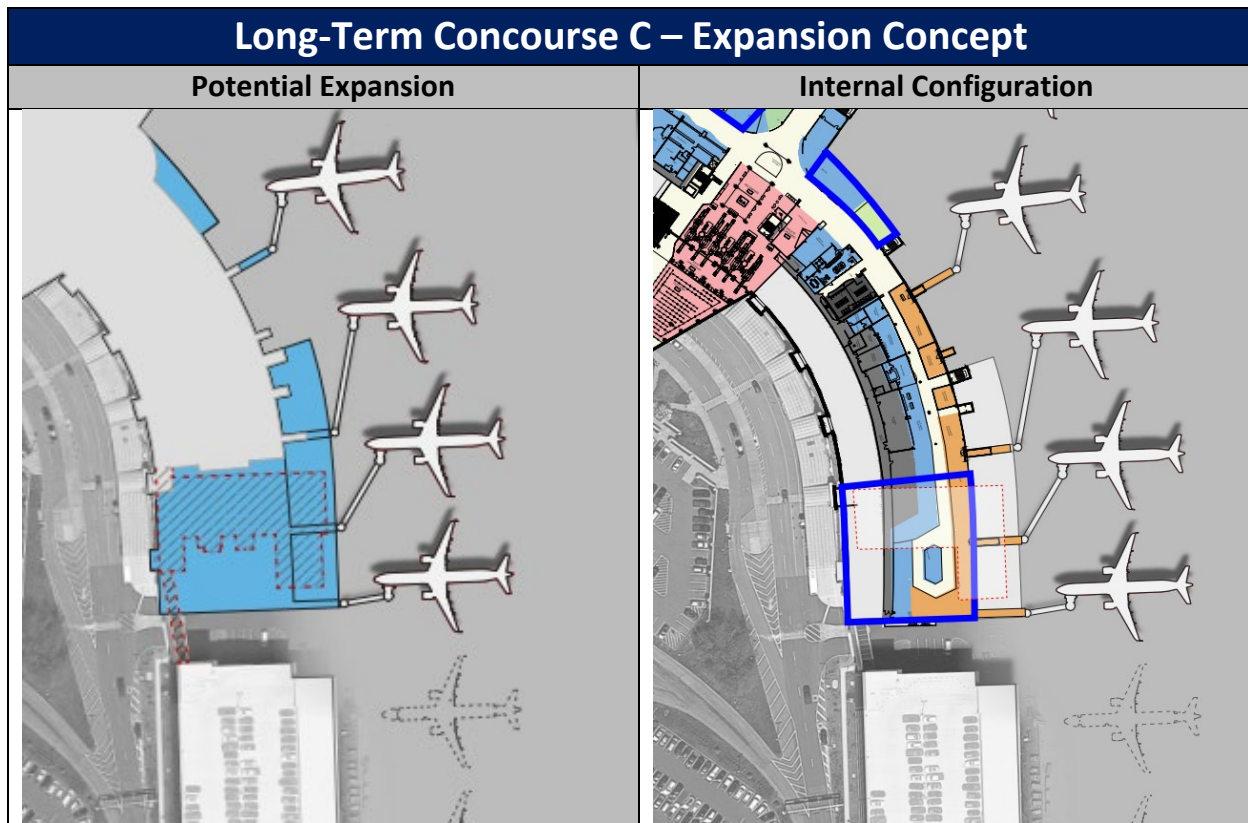 Long-Term Concourse C – Expansion Concept
Potential Expansion
Internal Configuration